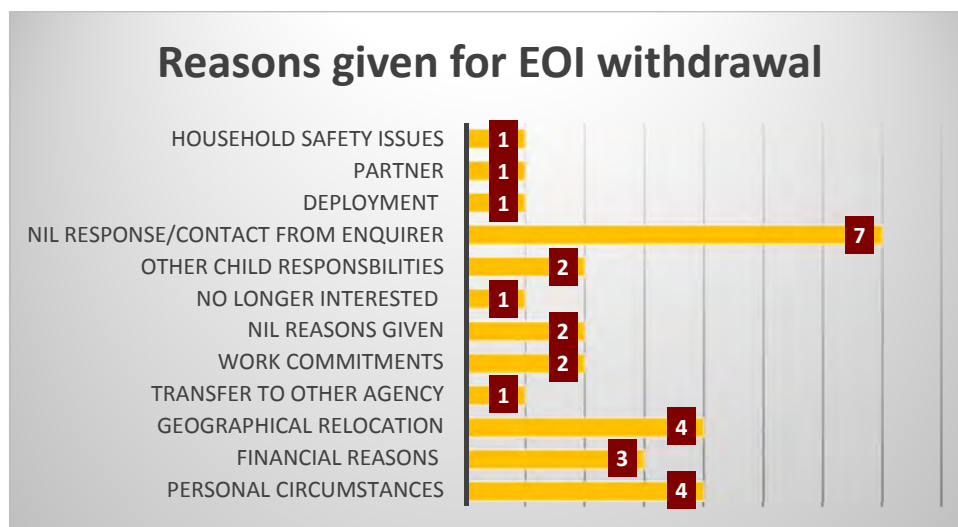 Reasons given for EOI withdrawal
HOUSEHOLD SAFETY ISSUES 1
PARTNER 1
DEPLOYMENT 1
NIL RESPONSE/CONTACT FROM ENQUIRER 7
OTHER CHILD RESPONSBILITIES 2
NO LONGER INTERESTED 1
NIL REASONS GIVEN 2
WORK COMMITMENTS 2
TRANSFER TO OTHER AGENCY 1
GEOGRAPHICAL RELOCATION 4
FINANCIAL REASONS 3
PERSONAL CIRCUMSTANCES 4